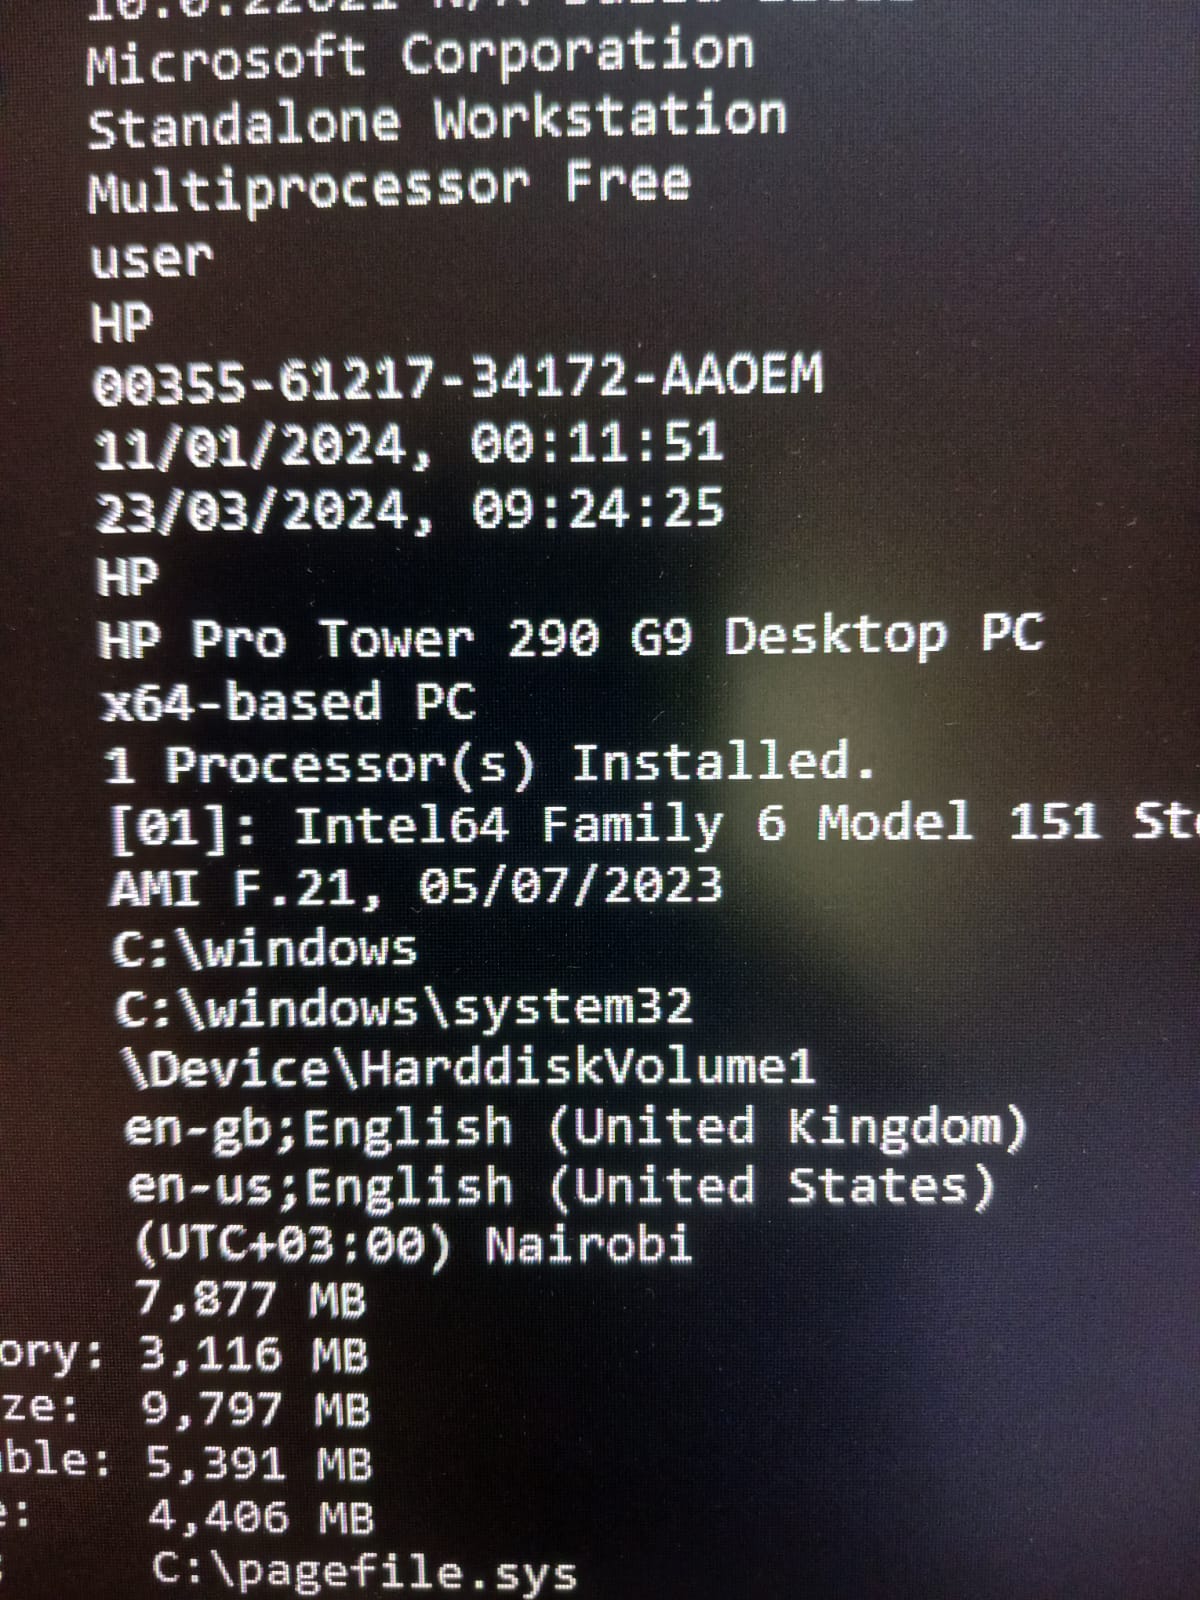 Microsoft Corporation
Standalone Workstation
Multiprocessor Free
user
HP
00355-61217-34172-AAOEM
11/01/2024, 00:11:51
23/03/2024, 09:24:25
HP
HP Pro Tower 290 G9 Desktop PC
x64-based PC
1 Processor(s) Installed.
[01]: Intel64 Family 6 Model 151
AMI F.21, 05/07/2023
C:\windows
C:\windows\system32
\Device\HarddiskVolume1
en-gb;English (United Kingdom)
en-us;English (United States)
(UTC+03:00) Nairobi
7,877 MB
ory: 3,116 MB
ze: 9,797 MB
able: 5,391 MB
e: 4,406 MB
C:\pagefile.sys